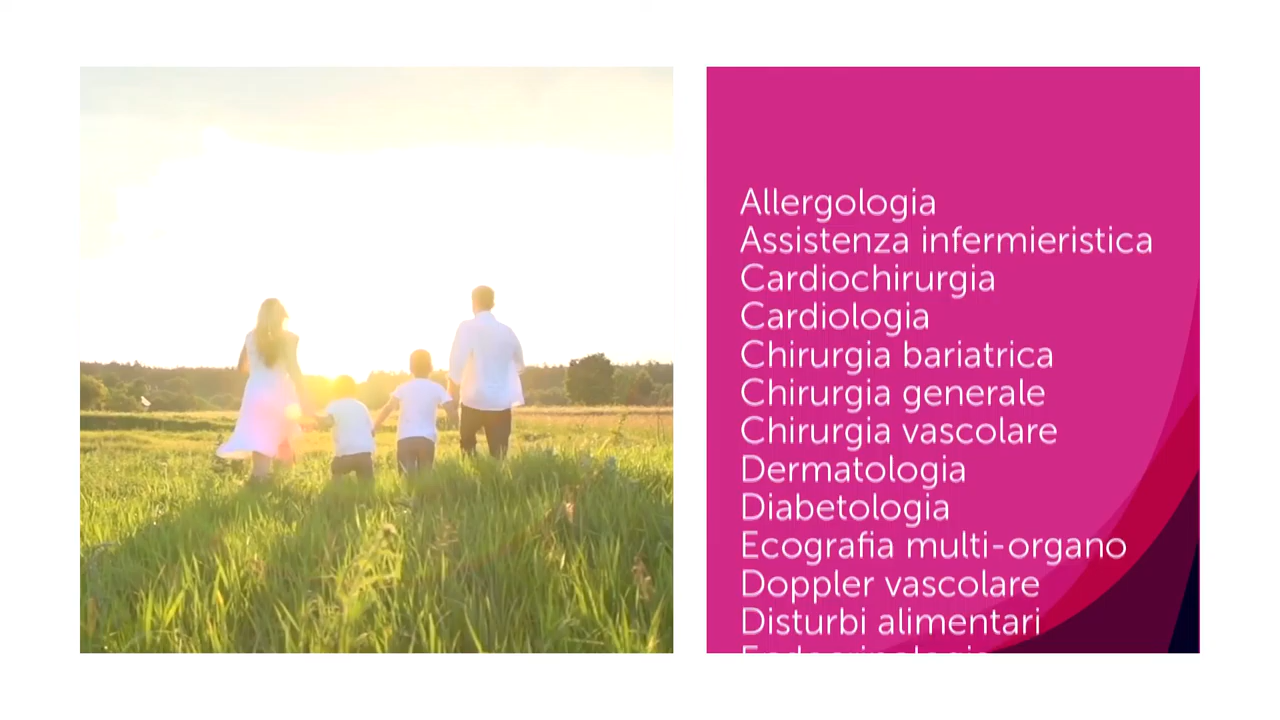 Allergologia
Assistenza infermieristica
Cardiochirurgia
Cardiologia
Chirurgia bariatrica
Chirurgia generale
Chirurgia vascolare
Dermatologia
Diabetologia
Ecografia multi-organo
Doppler vascolare
Disturbi alimentari